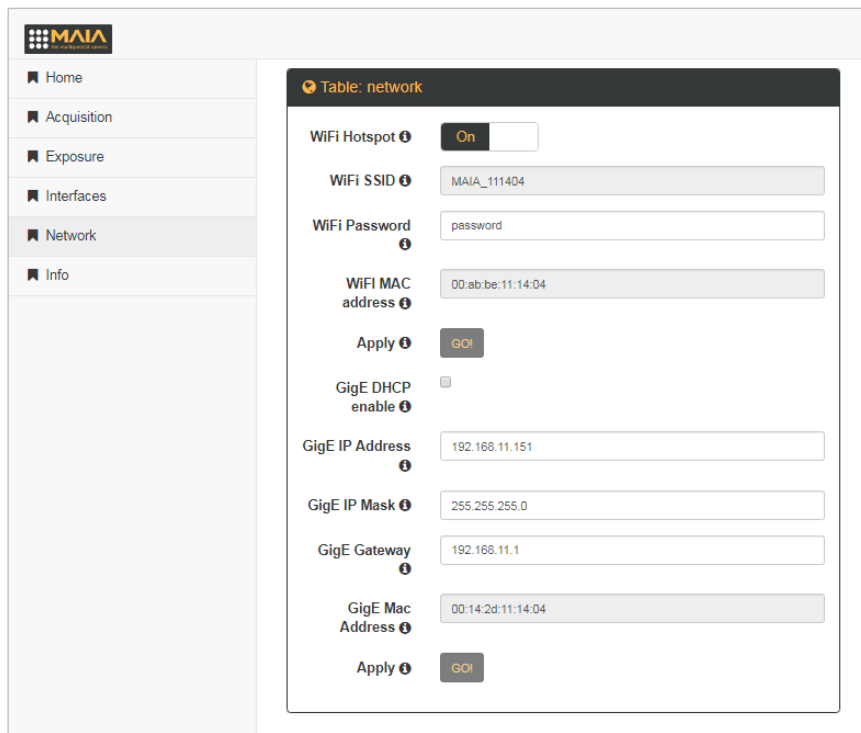 MAIA
the multispectral camera
Home
Acquisition
Exposure
Interfaces
Network
Info
Table: network
WiFi Hotspot
On
WiFi SSID
MAIA_111404
WiFi Password
password
WiFI MAC
address
00:ab:be:11:14:04
Apply
GO!
GigE DHCP
enable
GigE IP Address
192.168.11.151
GigE IP Mask
255.255.255.0
GigE Gateway
192.168.11.1
GigE Mac
Address
00:14:2d:11:14:04
Apply
GO!